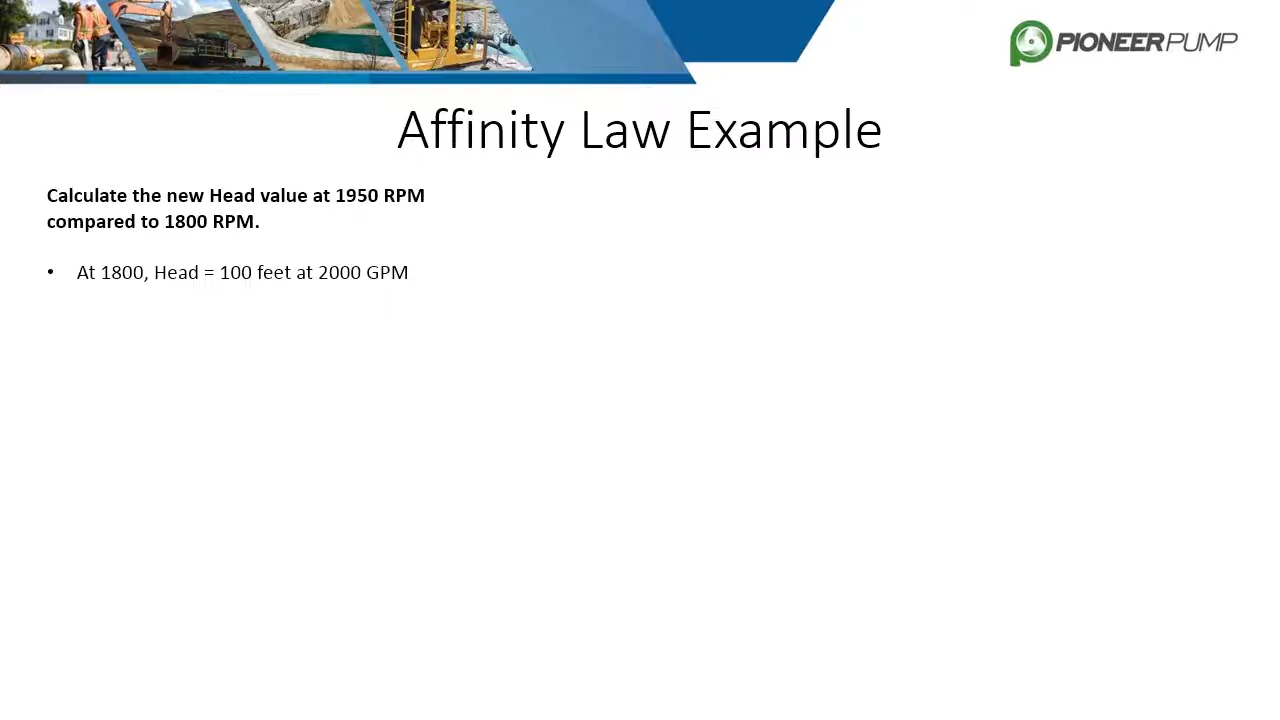 PIONEERPUMP
Affinity Law Example
Calculate the new Head value at 1950 RPM
compared to 1800 RPM.
• At 1800, Head = 100 feet at 2000 GPM